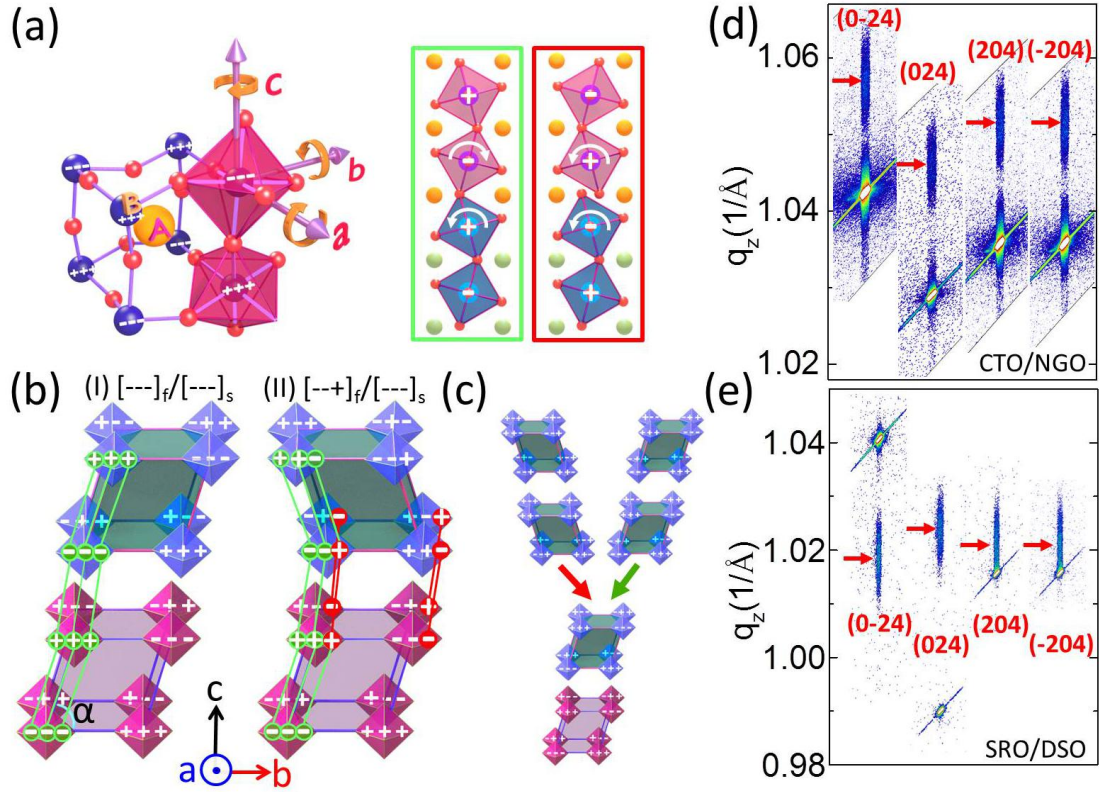 (a)
c
b
a
B
A
+++
---
---
+++
+++
---
---
+++
+
-
+
-
-
+
-
+
(b)
(I) [---]f/[---]s
(II) [--+]f/[---]s
α
c
a
b
(c)
(d)
(0-24)
(024)
(204)
(-204)
1.06
1.04
1.02
qz(1/Å)
CTO/NGO
(e)
1.04
1.02
1.00
0.98
qz(1/Å)
(0-24)
(024)
(204)
(-204)
SRO/DSO